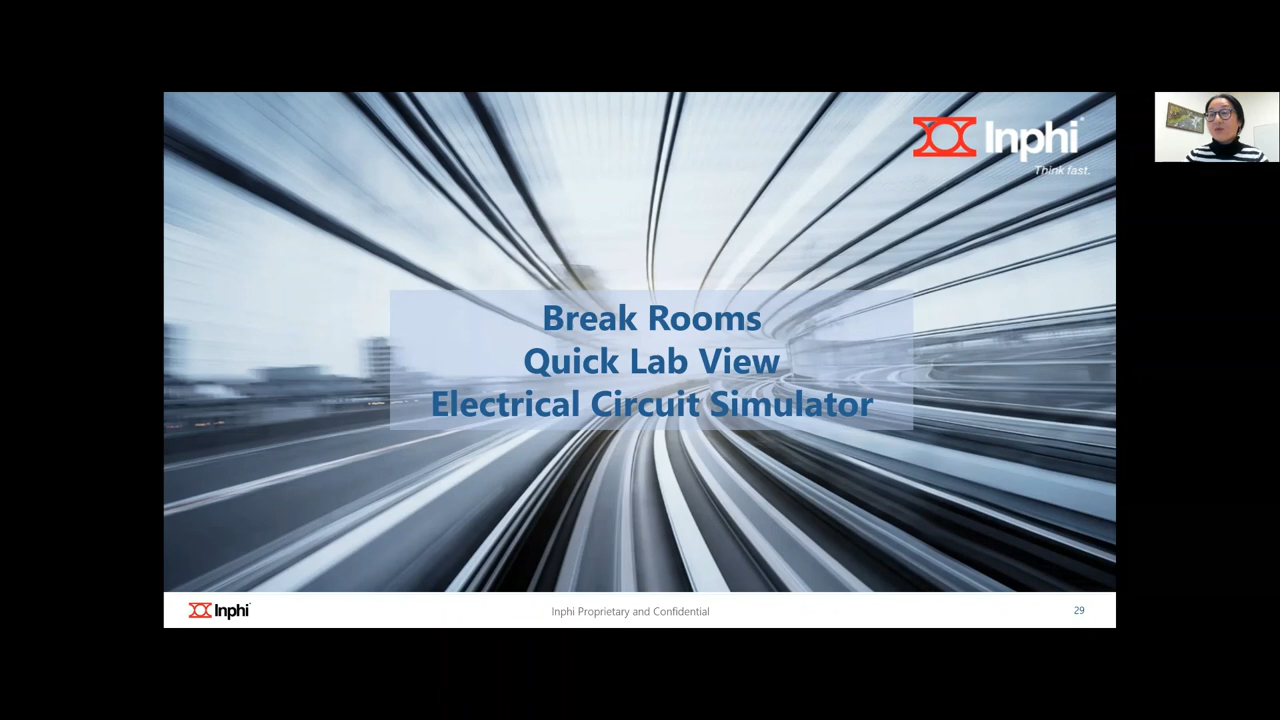 Inphi
Think fast.
Break Rooms
Quick Lab View
Electrical Circuit Simulator
Inphi
Inphi Proprietary and Confidential
29